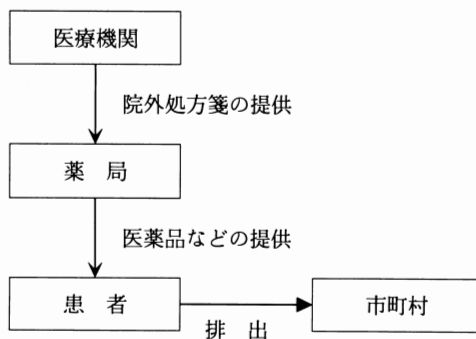 医療機関
院外処方箋の提供
薬 局
医薬品などの提供
患 者
市町村
排 出